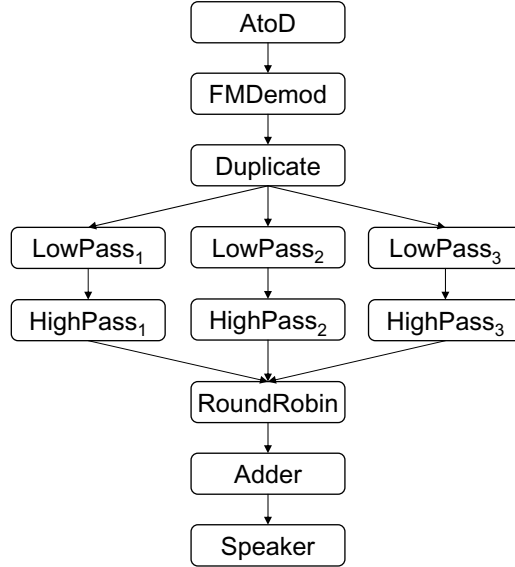 AtoD
FMDemod
Duplicate
LowPass₁ LowPass₂ LowPass₃
HighPass₁ HighPass₂ HighPass₃
RoundRobin
Adder
Speaker